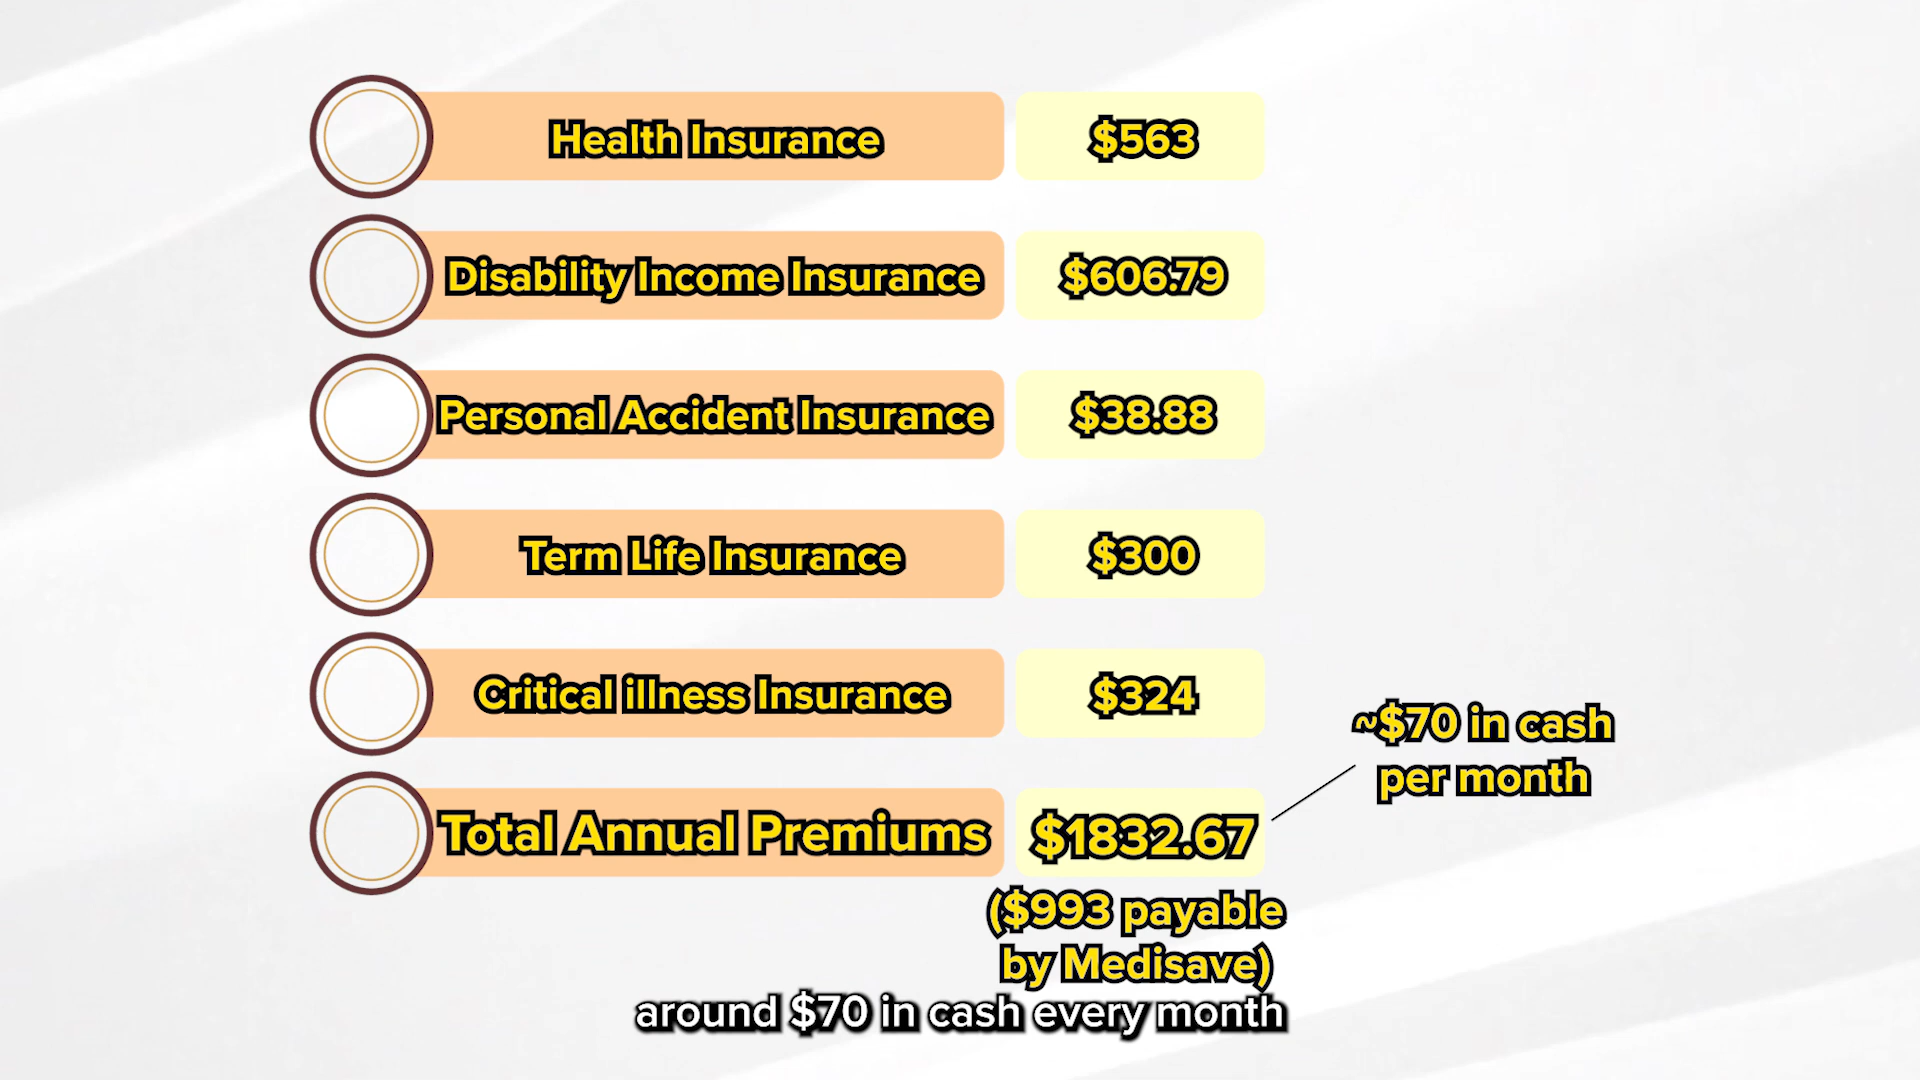 Health Insurance $563
Disability Income Insurance $606.79
Personal Accident Insurance $38.88
Term Life Insurance $300
Critical illness Insurance $324
~$70 in cash
per month
Total Annual Premiums $1832.67
($993 payable
by Medisave)
around $70 in cash every month